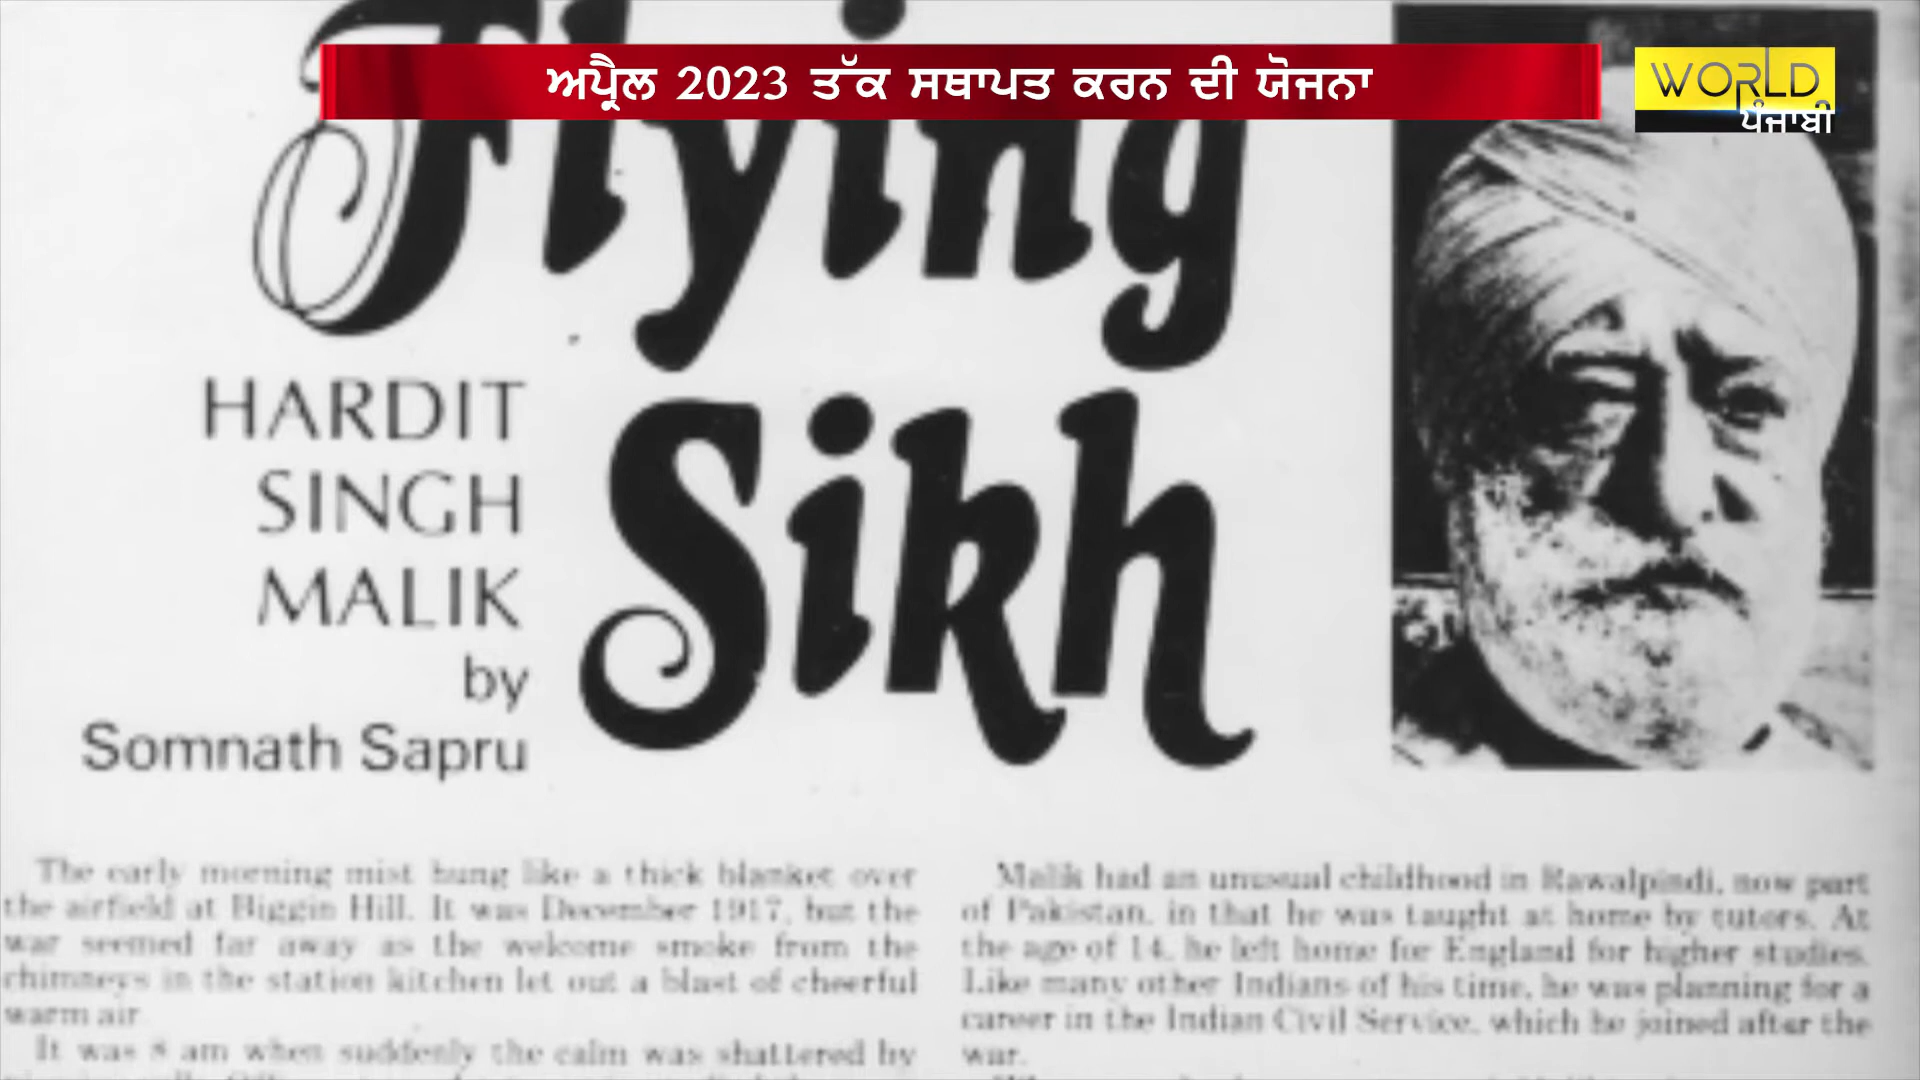 ਅਪ੍ਰੈਲ 2023 ਤੱਕ ਸਥਾਪਤ ਕਰਨ ਦੀ ਯੋਜਨਾ
WORLD
ਪੰਜਾਬੀ
Flying
Sikh
HARDIT
SINGH
MALIK
by
Somnath Sapru
The early morning mist hung like a thick blanket over
the airfield at Biggin Hill. It was December 1917, but the
war seemed far away as the welcome smoke from the
chimneys in the station kitchen let out a blast of cheerful
warm air.
It was 8 am when suddenly the calm was shattered by
Malik had an unusual childhood in Rawalpindi, now part
of Pakistan, in that he was taught at home by tutors. At
the age of 14, he left home for England for higher studies.
Like many other Indians of his time, he was planning for a
career in the Indian Civil Service, which he joined after the
war.